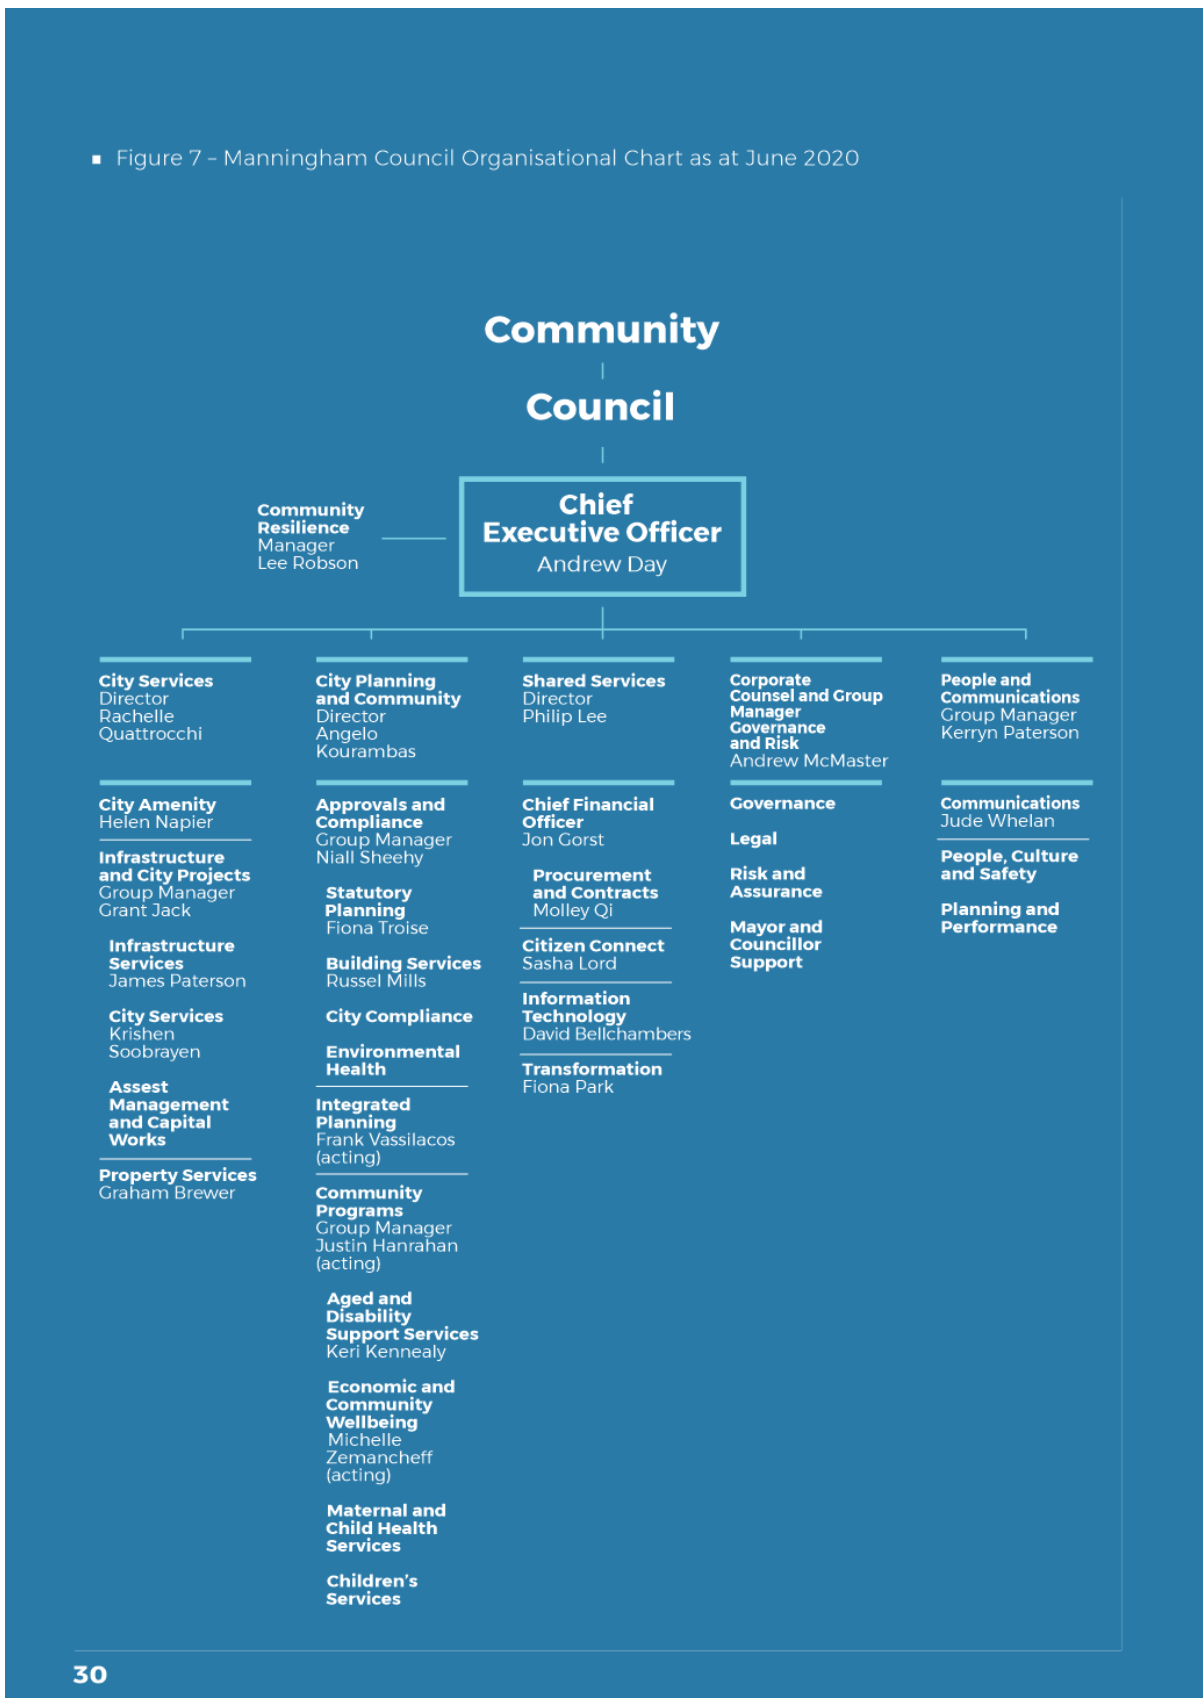 Figure 7 – Manningham Council Organisational Chart as at June 2020
Community
Council
Chief
Executive Officer
Andrew Day
Community
Resilience
Manager
Lee Robson
City Services
Director
Rachelle
Quattrocchi
City Amenity
Helen Napier
Infrastructure
and City Projects
Group Manager
Grant Jack
Infrastructure
Services
James Paterson
City Services
Krishen
Soobrayen
Assest
Management
and Capital
Works
Property Services
Graham Brewer
City Planning
and Community
Director
Angelo
Kourambas
Approvals and
Compliance
Group Manager
Niall Sheehy
Statutory
Planning
Fiona Troise
Building Services
Russel Mills
City Compliance
Environmental
Health
Integrated
Planning
Frank Vassilacos
(acting)
Community
Programs
Group Manager
Justin Hanrahan
(acting)
Aged and
Disability
Support Services
Keri Kennealy
Economic and
Community
Wellbeing
Michelle
Zemancheff
(acting)
Maternal and
Child Health
Services
Children’s
Services
Shared Services
Director
Philip Lee
Chief Financial
Officer
Jon Gorst
Procurement
and Contracts
Molley Qi
Citizen Connect
Sasha Lord
Information
Technology
David Bellchambers
Transformation
Fiona Park
Corporate
Counsel and Group
Manager
Governance
and Risk
Andrew McMaster
Governance
Legal
Risk and
Assurance
Mayor and
Councillor
Support
People and
Communications
Group Manager
Kerryn Paterson
Communications
Jude Whelan
People, Culture
and Safety
Planning and
Performance
30